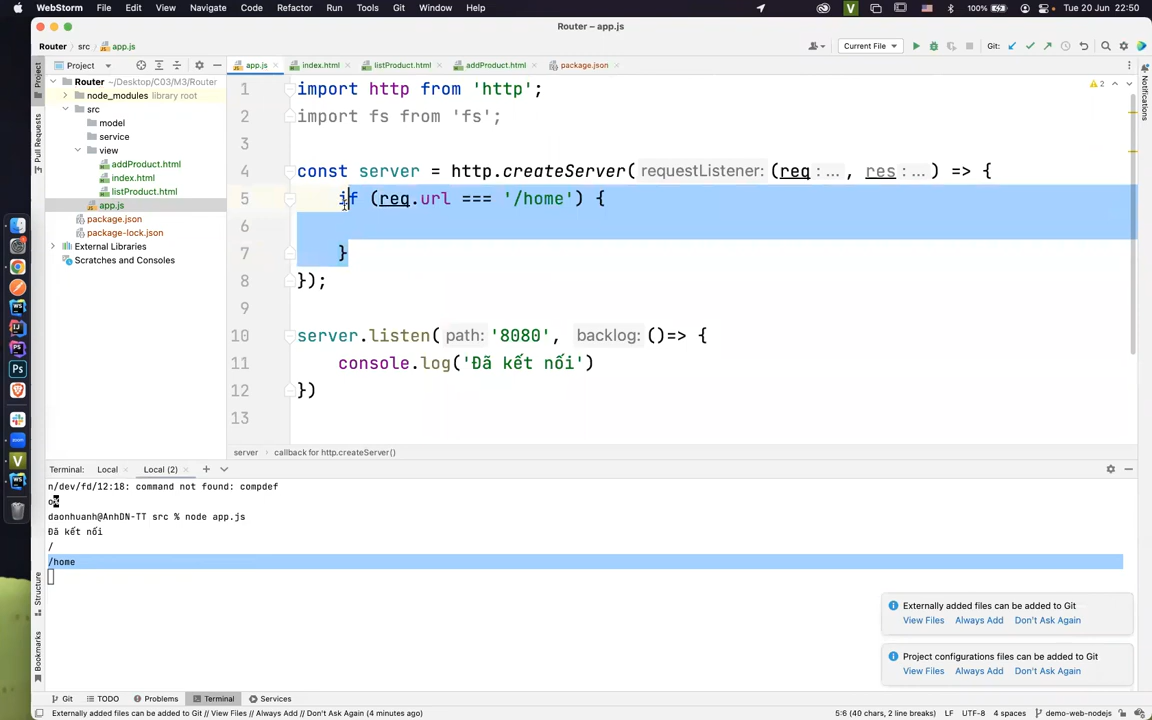 WebStorm File Edit View Navigate Code Refactor Run Tools Git Window Help V 100% Tue 20 Jun 22:50
Router – app.js
Router src app.js Current File Git:
Project app.js index.html listProduct.html addProduct.html package.json
Router ~/Desktop/C03/M3/Router
node_modules library root
src
model
service
view
addProduct.html
index.html
listProduct.html
app.js
package.json
package-lock.json
External Libraries
Scratches and Consoles
1 import http from 'http';
2 import fs from 'fs';
3
4 const server = http.createServer( requestListener: (req : ... , res : ... ) => {
5 if (req.url === '/home') {
6
7 }
8 });
9
10 server.listen( path: '8080', backlog: ()=> {
11 console.log('Đã kết nối')
12 })
13
2
server callback for http.createServer()
Project
Pull Requests
Structure
Bookmarks
Notifications
Terminal: Local Local (2)
n/dev/fd/12:18: command not found: compdef
daonhuanh@AnhDN-TT src % node app.js
Đã kết nối
/
/home
Externally added files can be added to Git
View Files Always Add Don't Ask Again
Project configurations files can be added to Git
View Files Always Add Don't Ask Again
Git TODO Problems Terminal Services
Externally added files can be added to Git // View Files // Always Add // Don't Ask Again (4 minutes ago) 5:6 (40 chars, 2 line breaks) LF UTF-8 4 spaces demo-web-nodejs